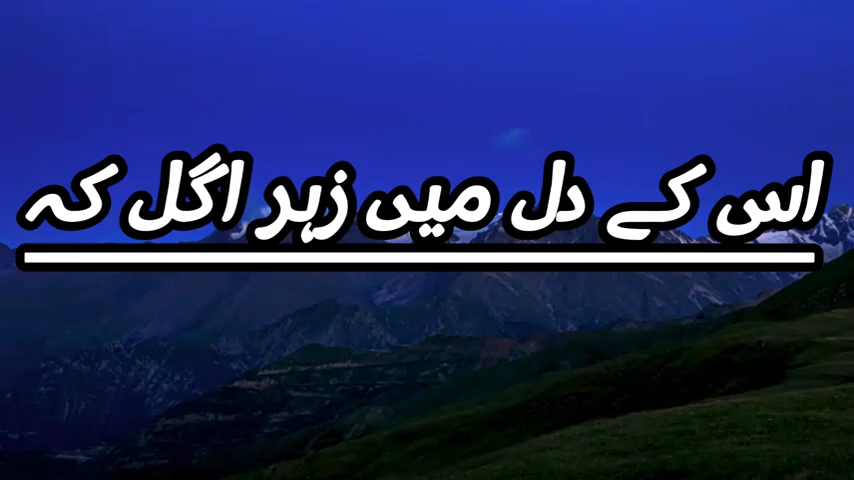 اس کے دل میں زہر اگل کہ